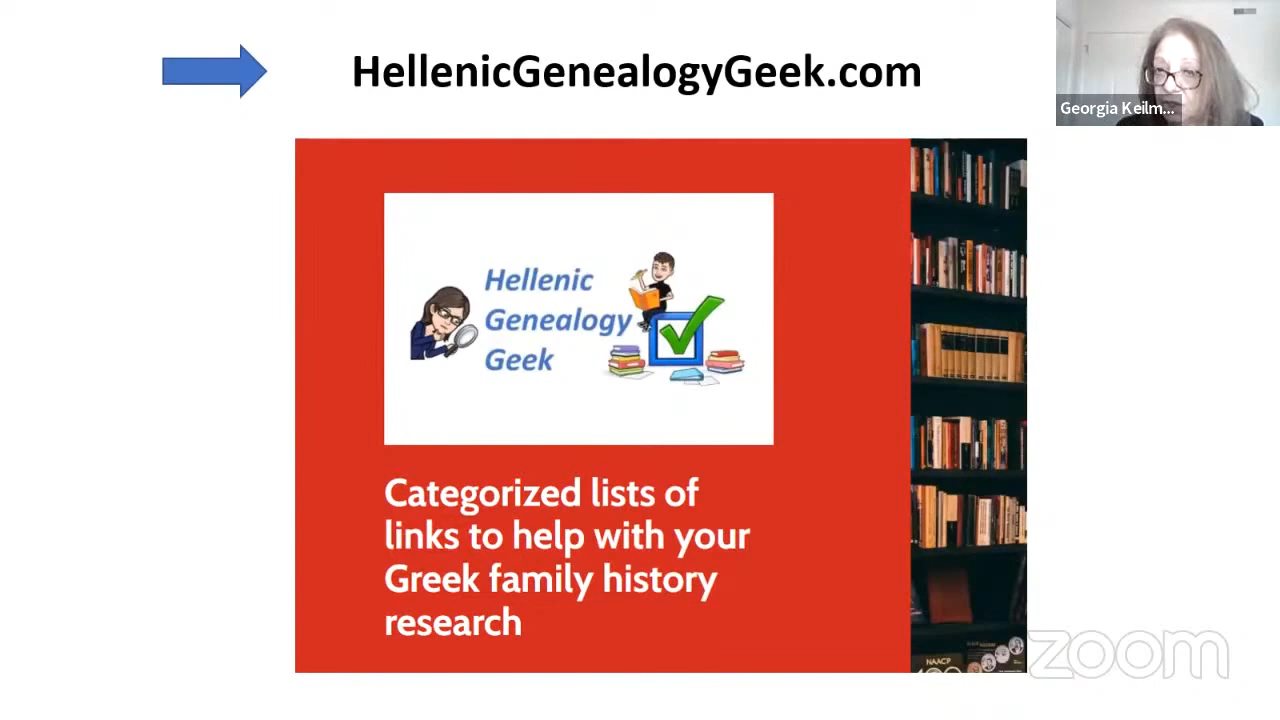 HellenicGenealogyGeek.com
Georgia Keilm...
Hellenic
Genealogy
Geek
Categorized lists of
links to help with your
Greek family history
research
NAACP
zoom